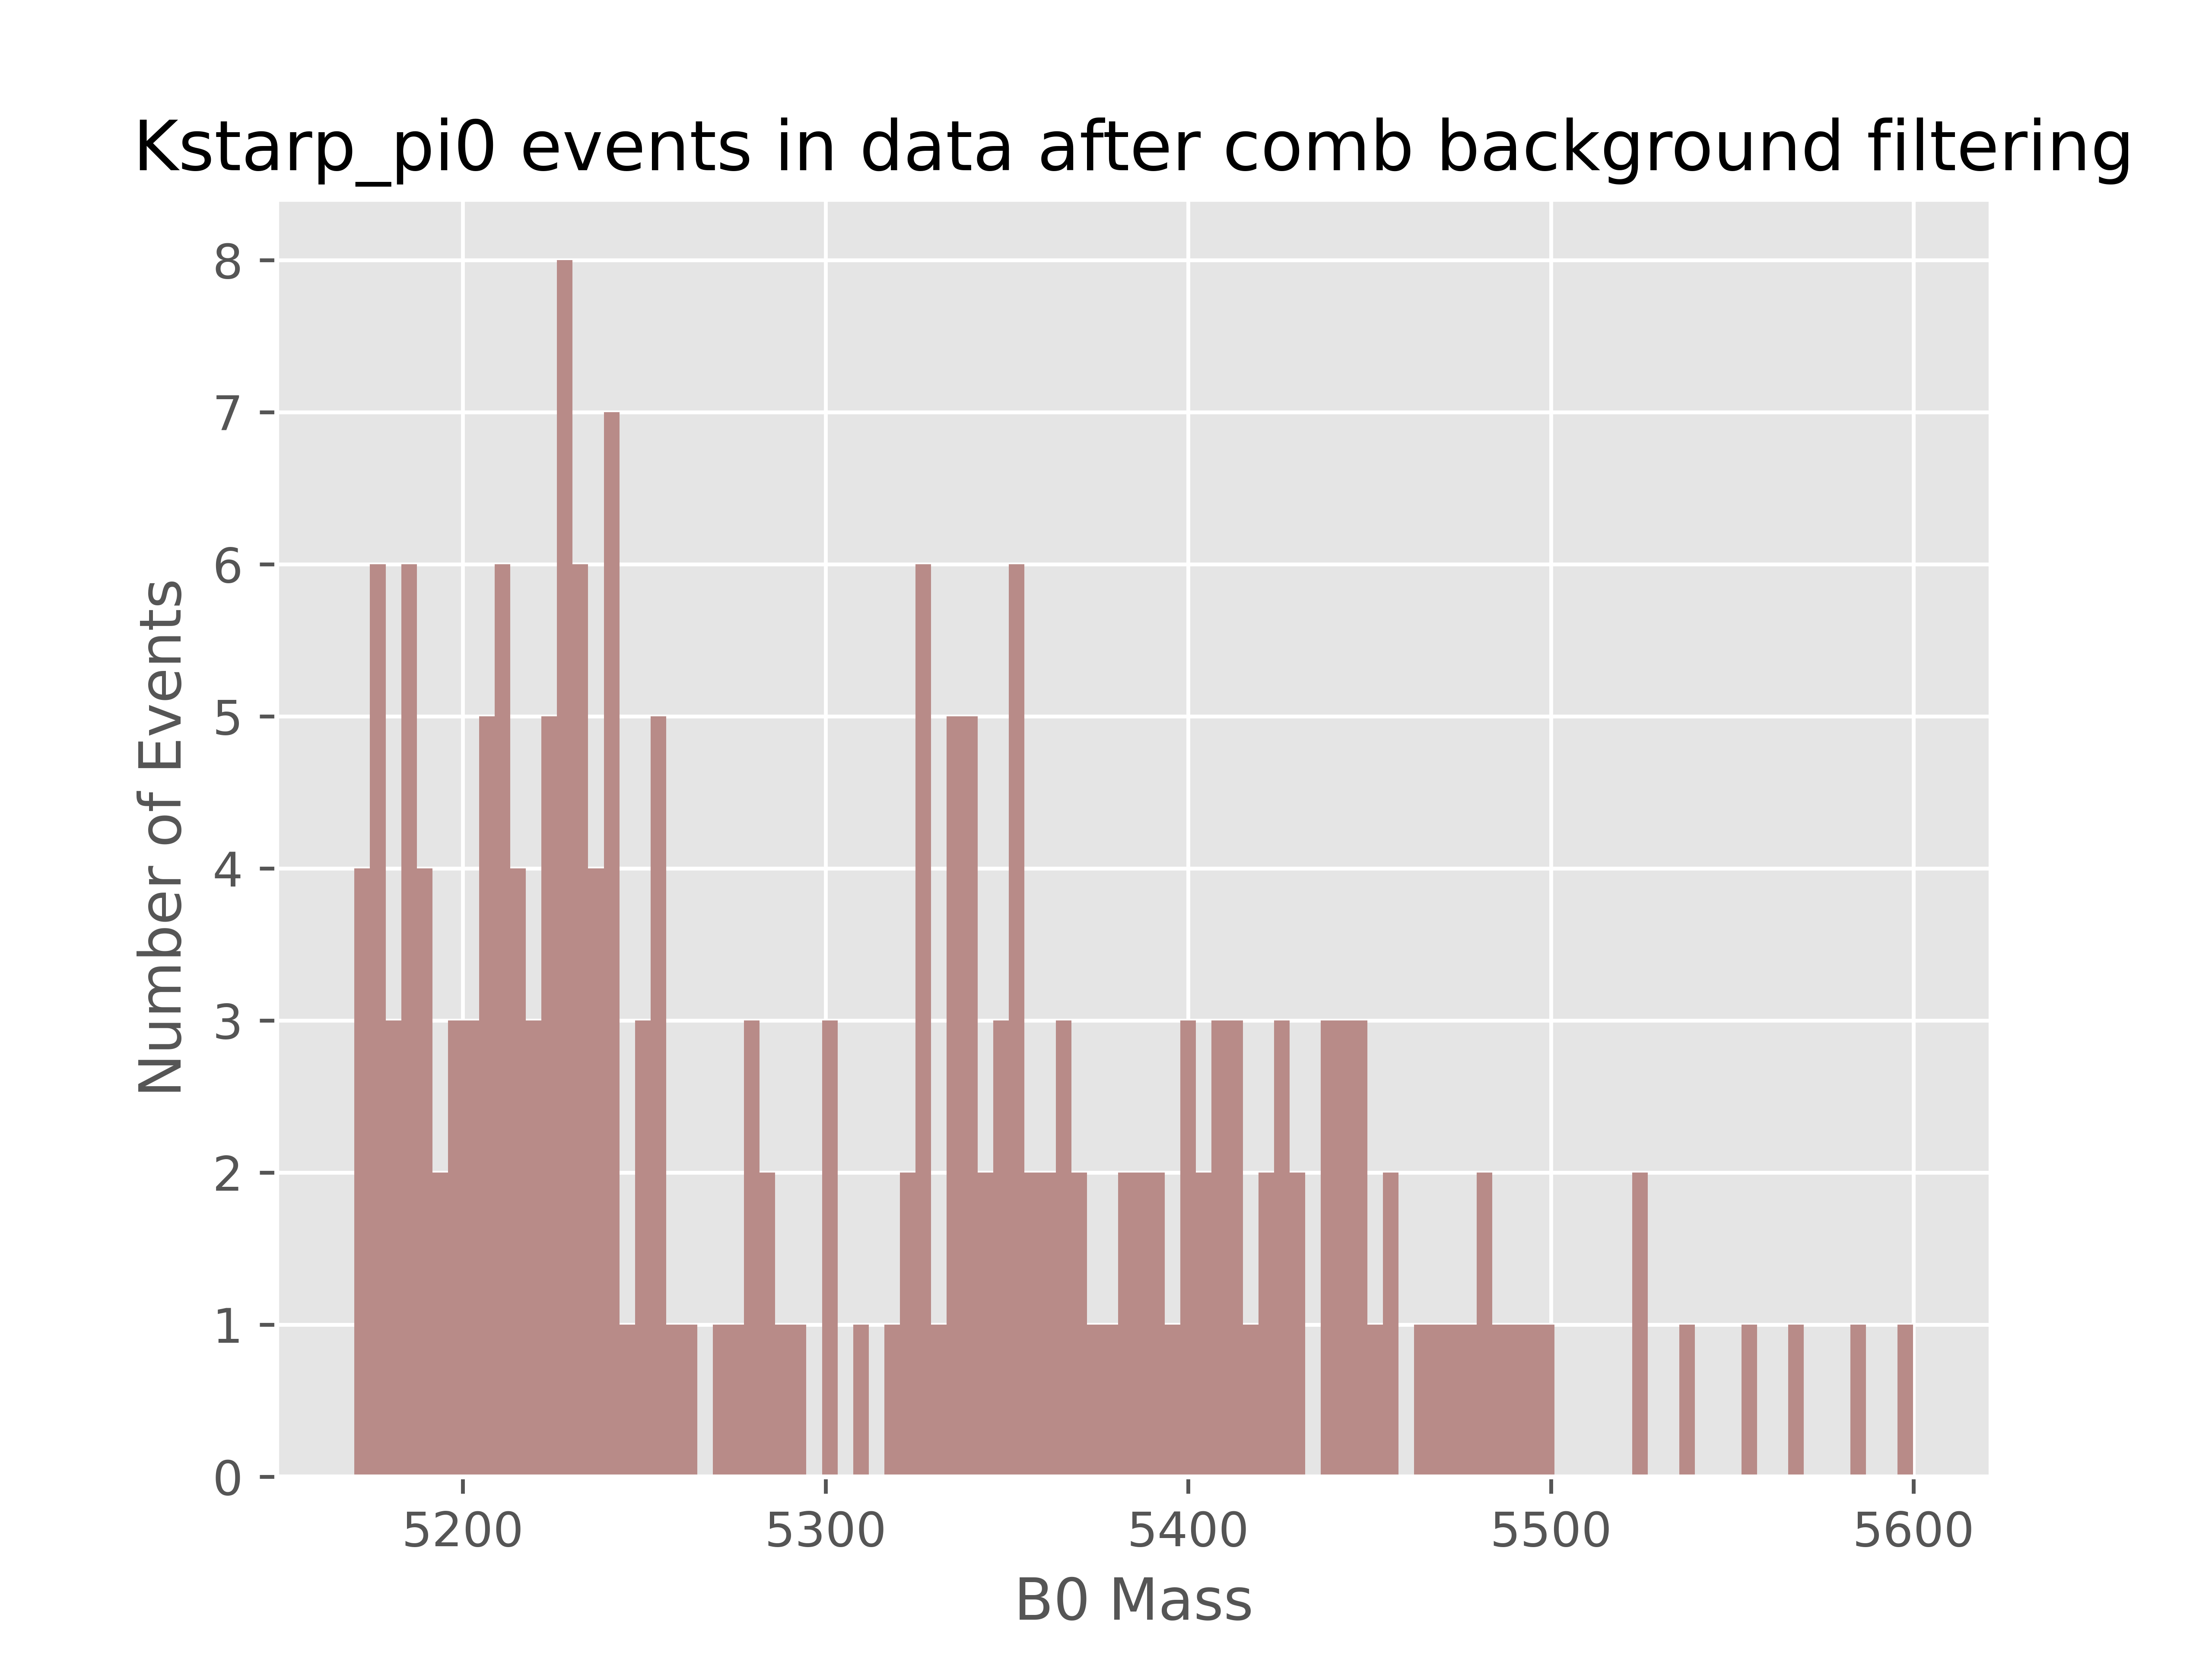 Kstarp_pi0 events in data after comb background filtering
8
7
6
5
4
3
2
1
0
Number of Events
5200 5300 5400 5500 5600
B0 Mass